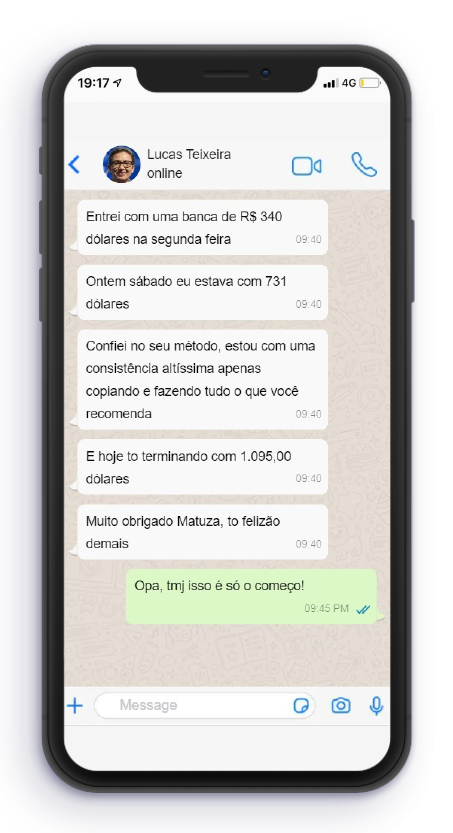 19:17
4G
Lucas Teixeira
online
Entrei com uma banca de R$ 340
dólares na segunda feira
09:40
Ontem sábado eu estava com 731
dólares
09:40
Confiei no seu método, estou com uma
consistência altíssima apenas
copiando e fazendo tudo o que você
recomenda
09:40
E hoje to terminando com 1.095,00
dólares
09:40
Muito obrigado Matuza, to felizão
demais
09:40
Opa, tmj isso é só o começo!
09:45 PM
Message